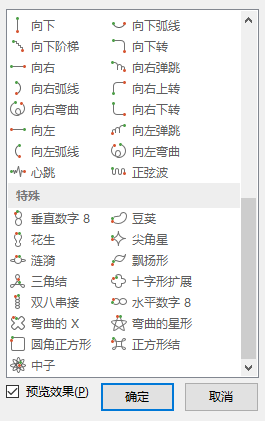 向下 向下弧线
向下阶梯 向下转
向右 向右弹跳
向右弧线 向右上转
向右弯曲 向右下转
向左 向左弹跳
向左弧线 向左弯曲
心跳 正弦波
特殊
垂直数字 8 豆荚
花生 尖角星
涟漪 飘扬形
三角结 十字形扩展
双八串接 水平数字 8
弯曲的 X 弯曲的星形
圆角正方形 正方形结
中子
预览效果(P) 确定 取消